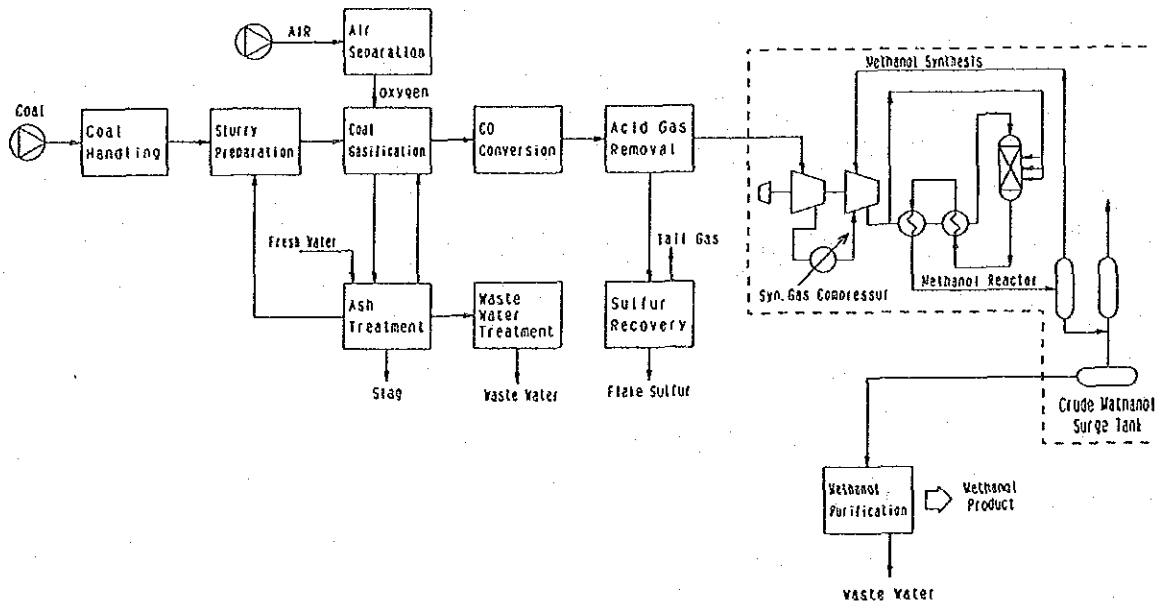 AIR
Air
Separation
Oxygen
Coal
Coal
Handling
Slurry
Preparation
Coal
Gasification
CO
Conversion
Acid Gas
Removal
Methanol Synthesis
Fresh Water
Tail Gas
Syn. Gas Compressor
Methanol Reactor
Ash
Treatment
Waste
Water
Treatment
Sulfur
Recovery
Slag
Waste Water
Flake Sulfur
Crude Mathanol
Surge Tank
Methanol
Purification
Methanol
Product
Waste Water